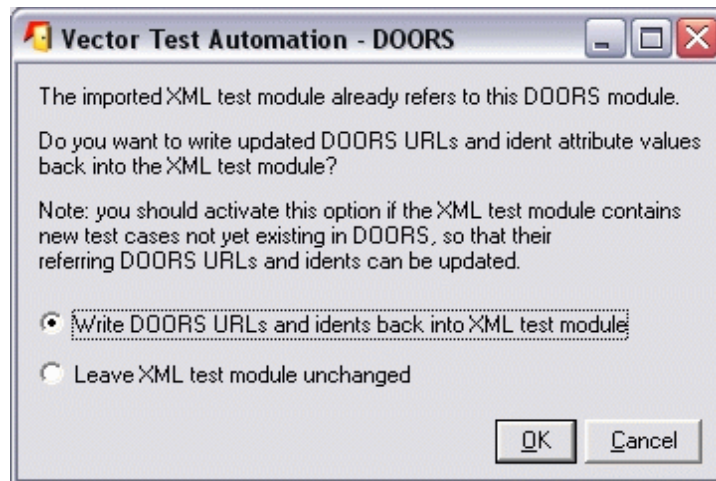 Vector Test Automation - DOORS
The imported XML test module already refers to this DOORS module.
Do you want to write updated DOORS URLs and ident attribute values
back into the XML test module?
Note: you should activate this option if the XML test module contains
new test cases not yet existing in DOORS, so that their
referring DOORS URLs and idents can be updated.
Write DOORS URLs and idents back into XML test module
Leave XML test module unchanged
OK Cancel